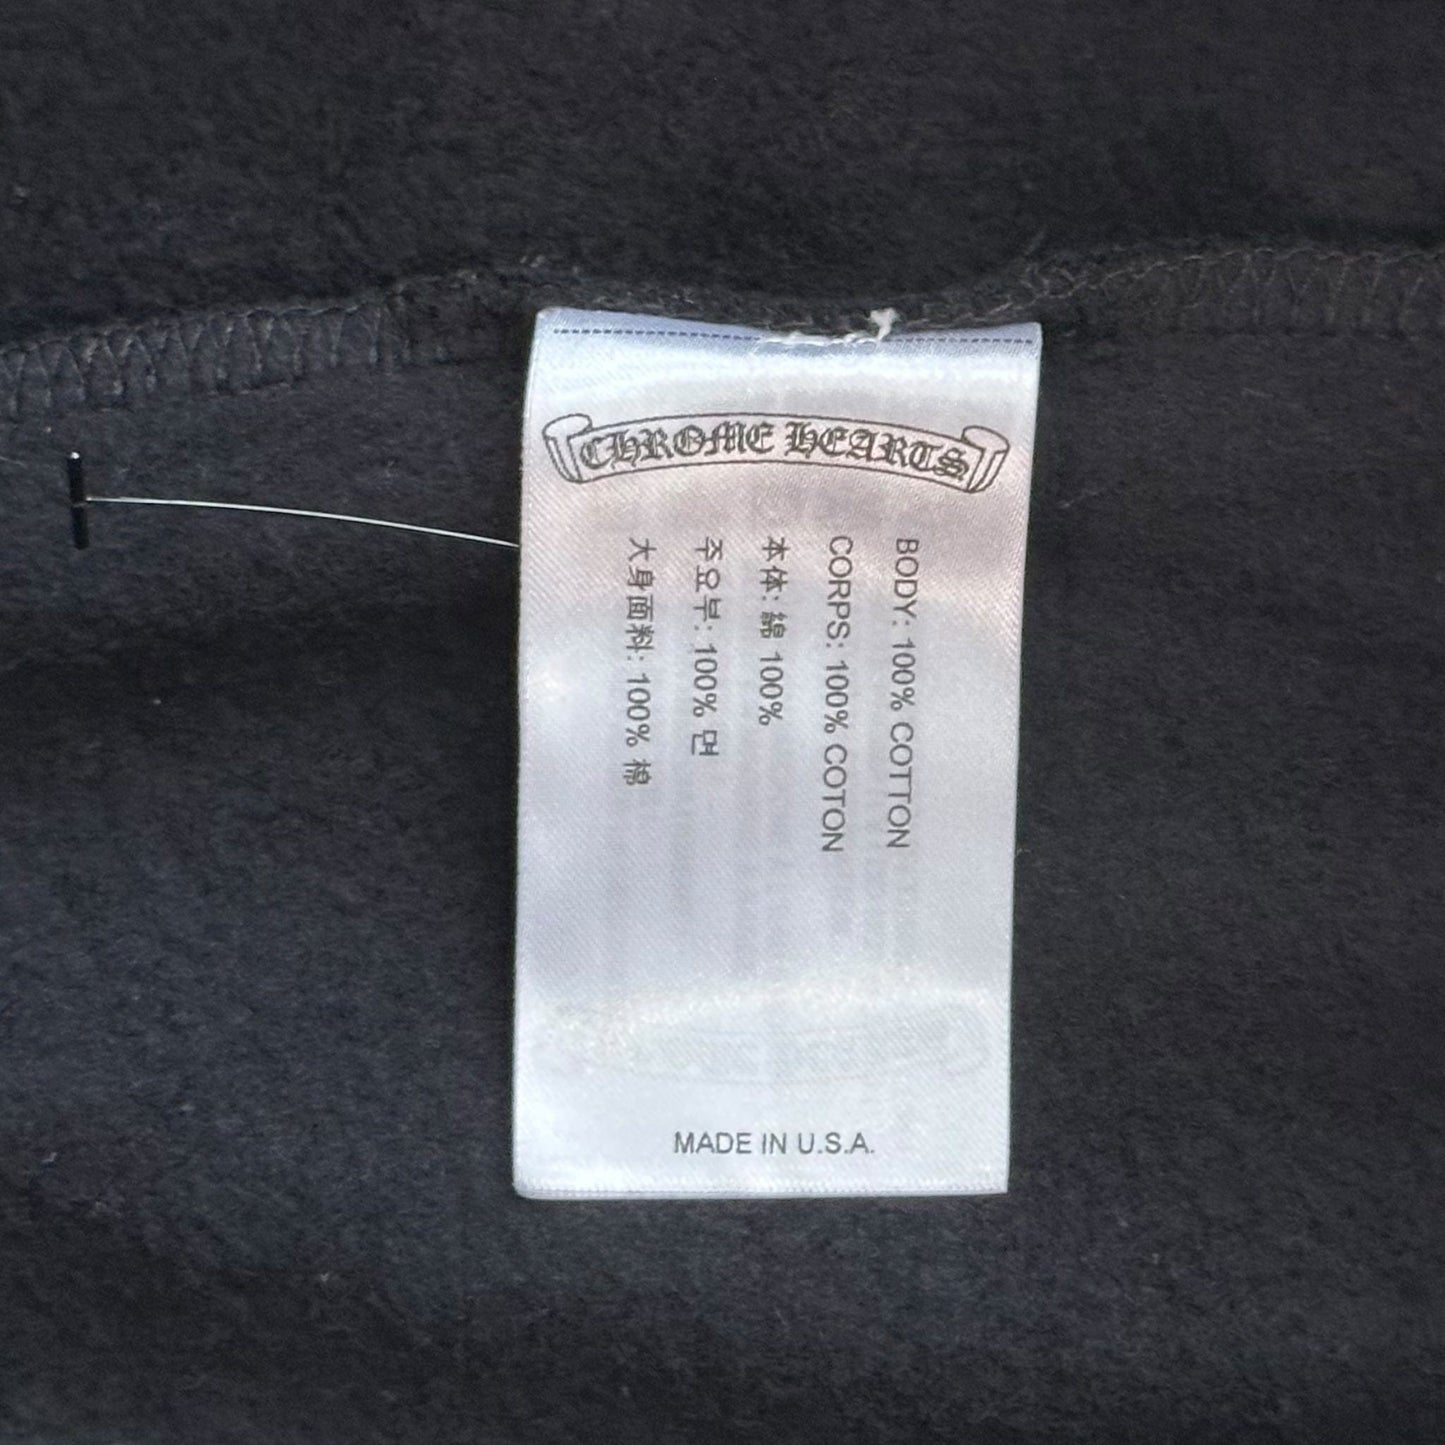 CHROME HEARTS
BODY: 100% COTTON
CORPS: 100% COTON
本体: 綿 100%
주요부: 100% 면
大身面料: 100% 棉
MADE IN U.S.A.